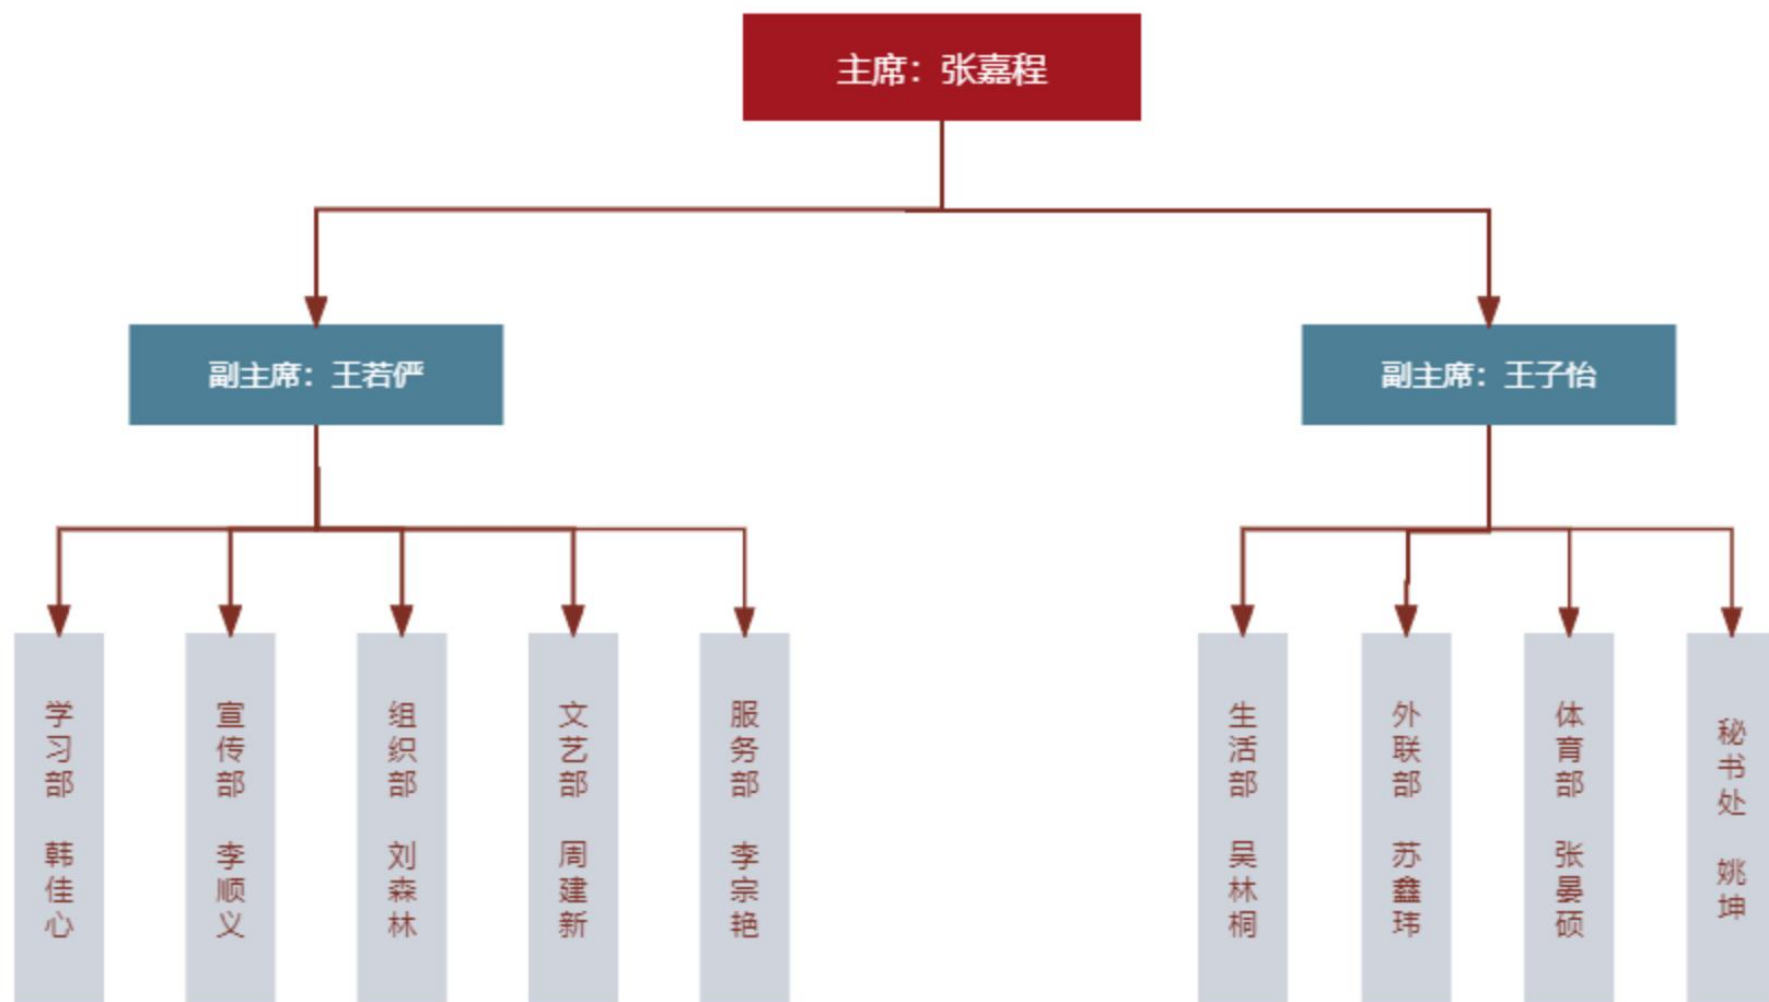 主席：张嘉程
副主席：王若俨
副主席：王子怡
学习部 韩佳心
宣传部 李顺义
组织部 刘森林
文艺部 周建新
服务部 李宗艳
生活部 吴林桐
外联部 苏鑫玮
体育部 张晏硕
秘书处 姚坤